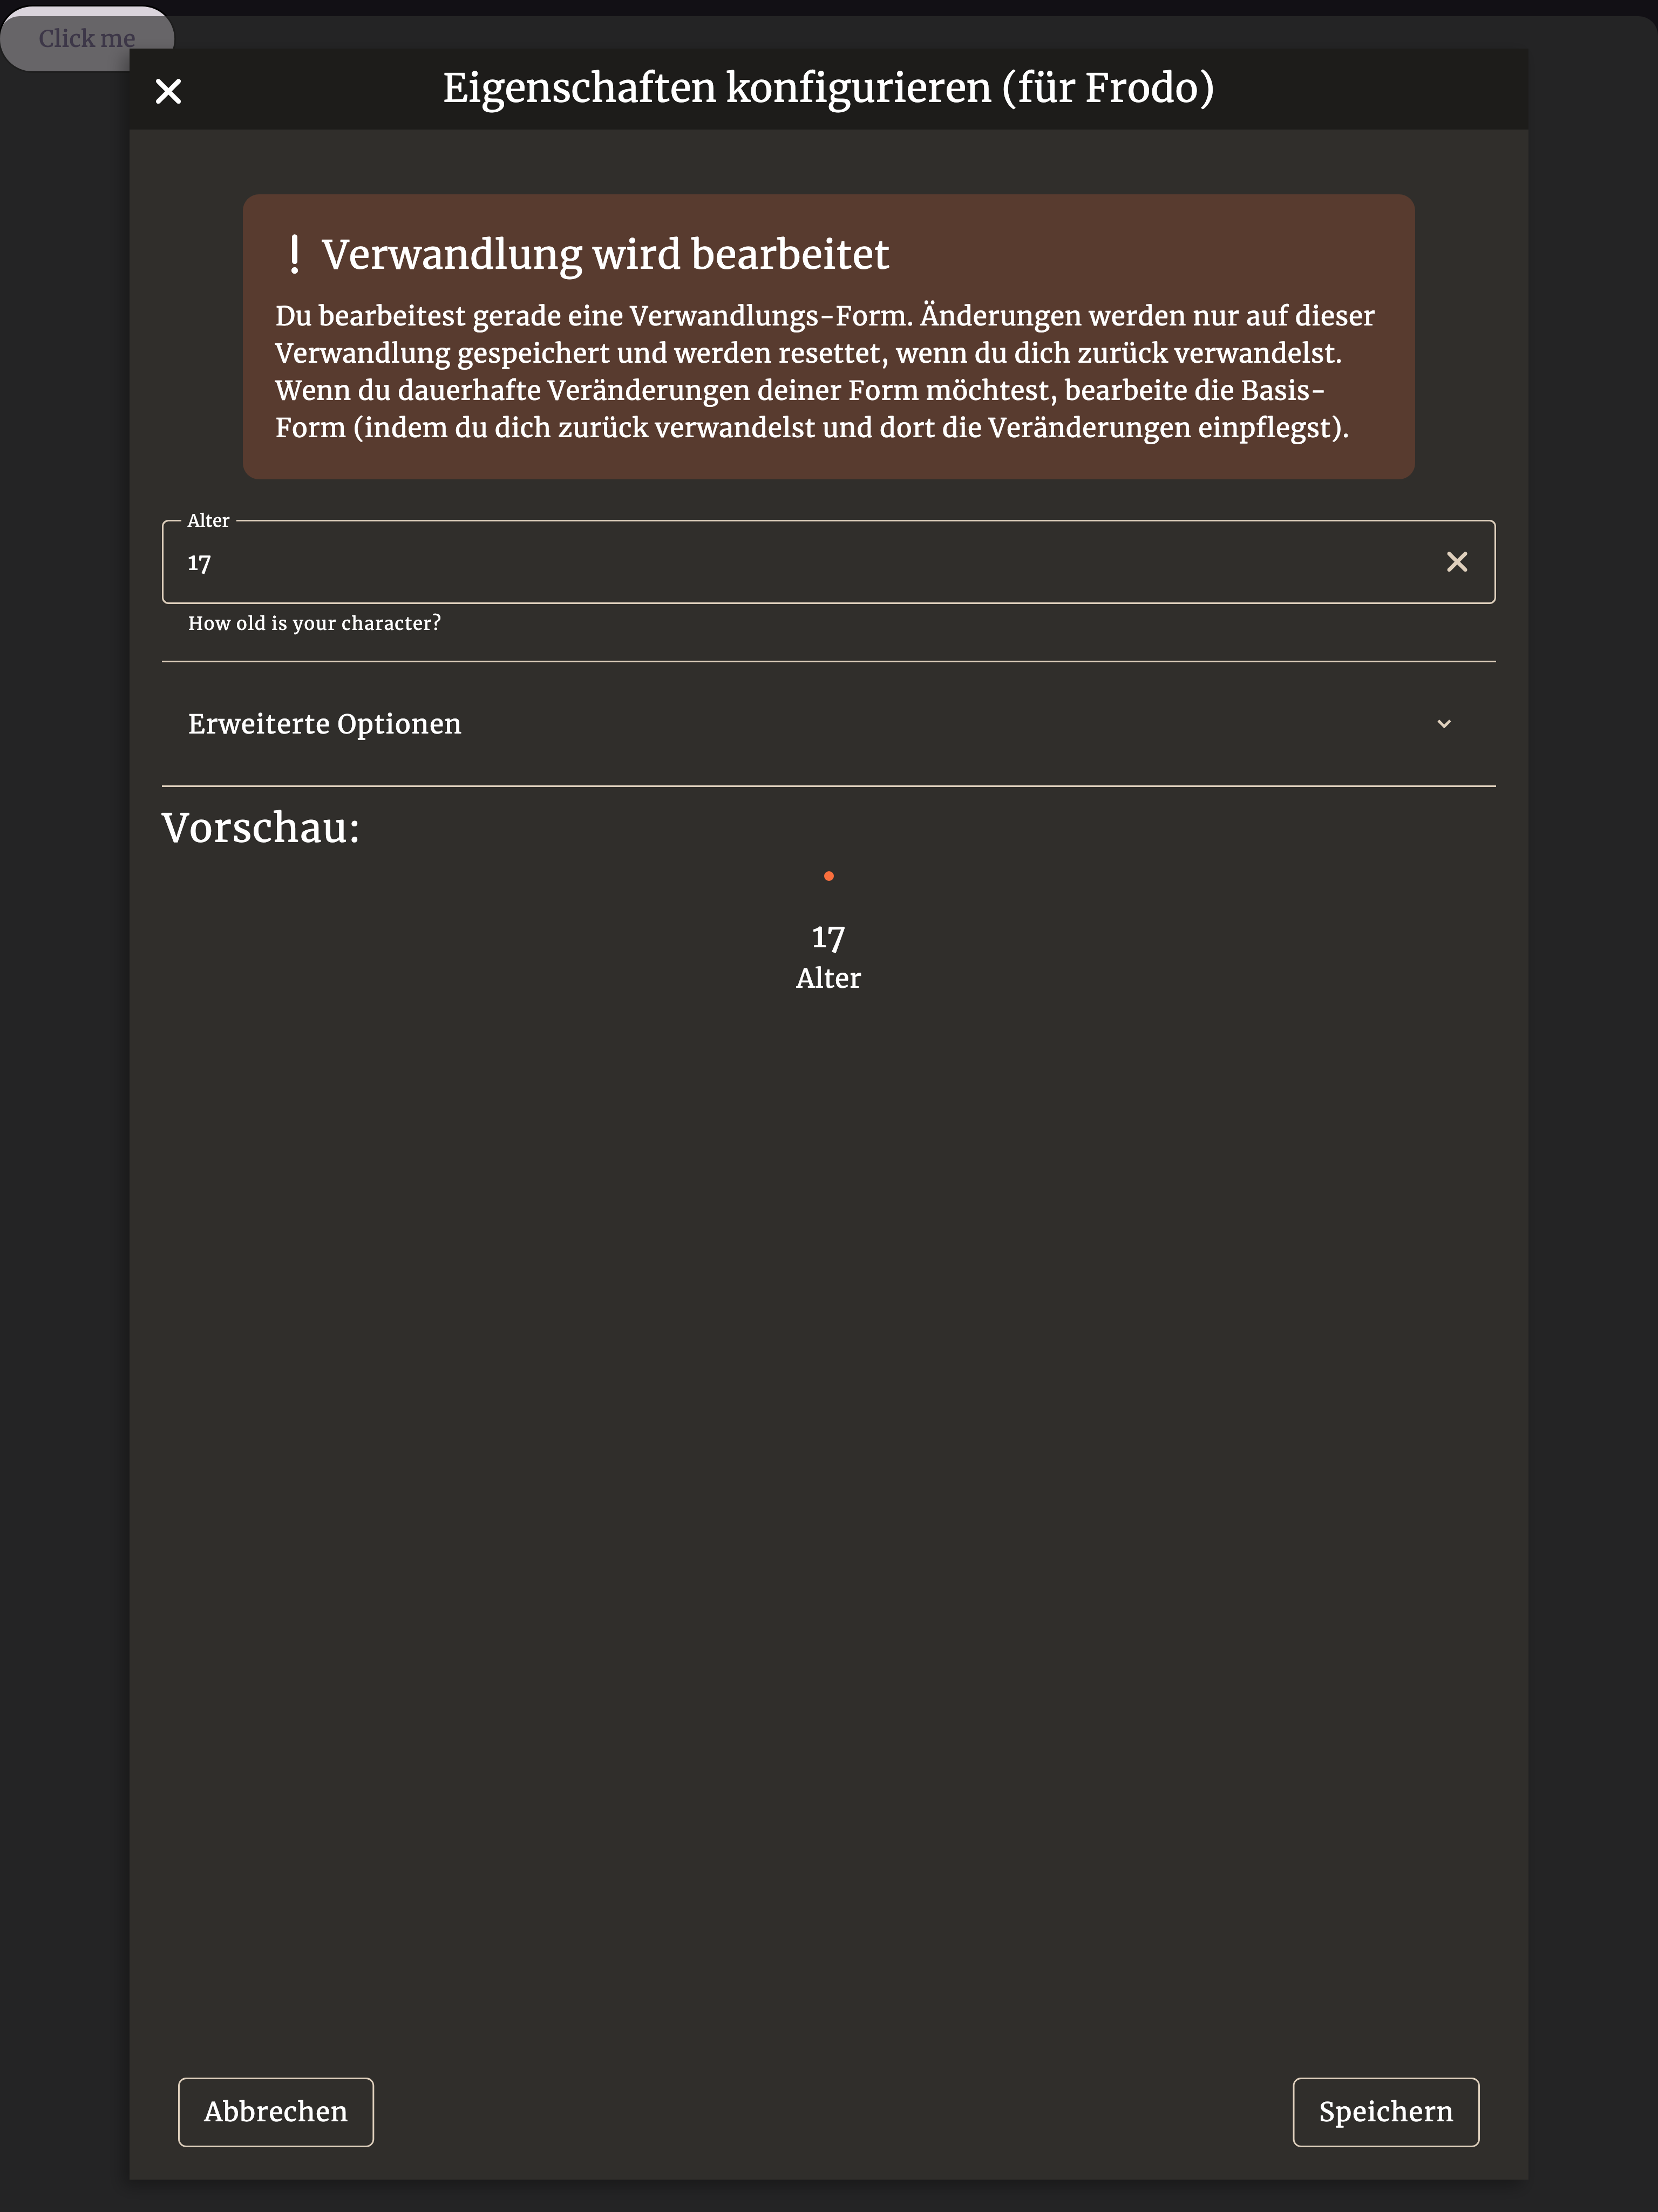 Click me
Eigenschaften konfigurieren (für Frodo)
! Verwandlung wird bearbeitet
Du bearbeitest gerade eine Verwandlungs-Form. Änderungen werden nur auf dieser
Verwandlung gespeichert und werden resettet, wenn du dich zurück verwandelst.
Wenn du dauerhafte Veränderungen deiner Form möchtest, bearbeite die Basis-
Form (indem du dich zurück verwandelst und dort die Veränderungen einpflegst).
Alter
17
How old is your character?
Erweiterte Optionen
Vorschau:
17
Alter
Abbrechen
Speichern